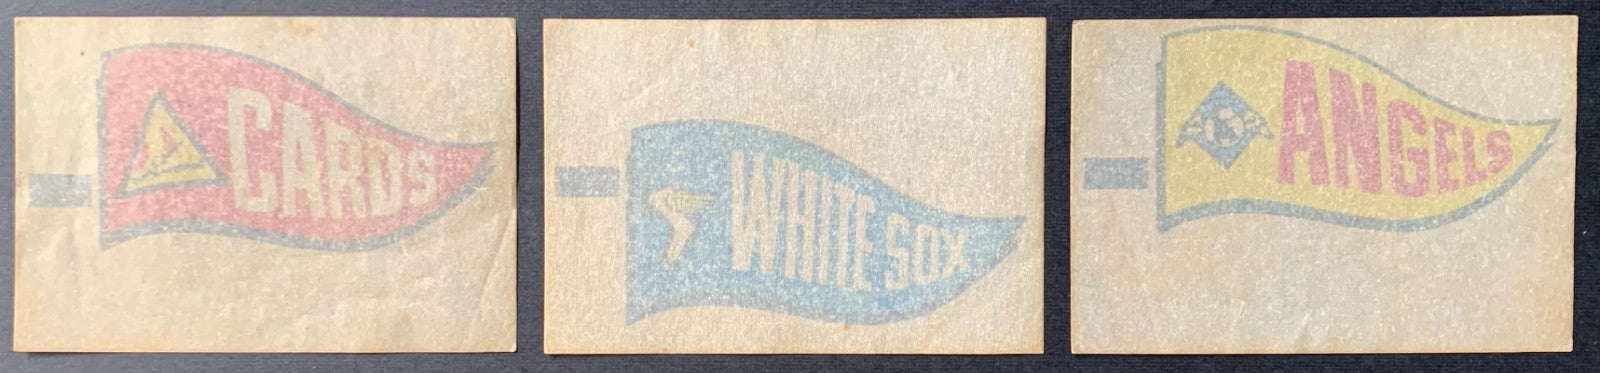 CARDS
WHITE SOX
ANGELS